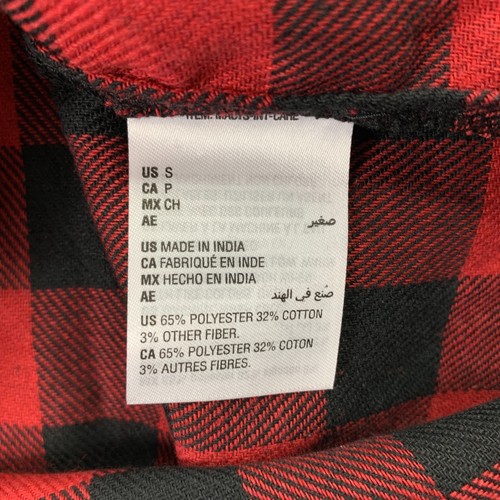 US S
CA P
MX CH
AE صغير
US MADE IN INDIA
CA FABRIQUÉ EN INDE
MX HECHO EN INDIA
AE صنع في الهند
US 65% POLYESTER 32% COTTON
3% OTHER FIBER.
CA 65% POLYESTER 32% COTTON
3% AUTRES FIBRES.